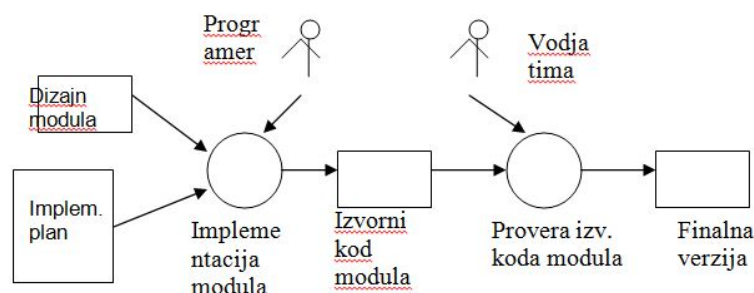 Progr
amer
Vodja
tima
Dizajn
modula
Implem.
plan
Impleme
ntacija
modula
Izvorni
kod
modula
Provera izv.
koda modula
Finalna
verzija